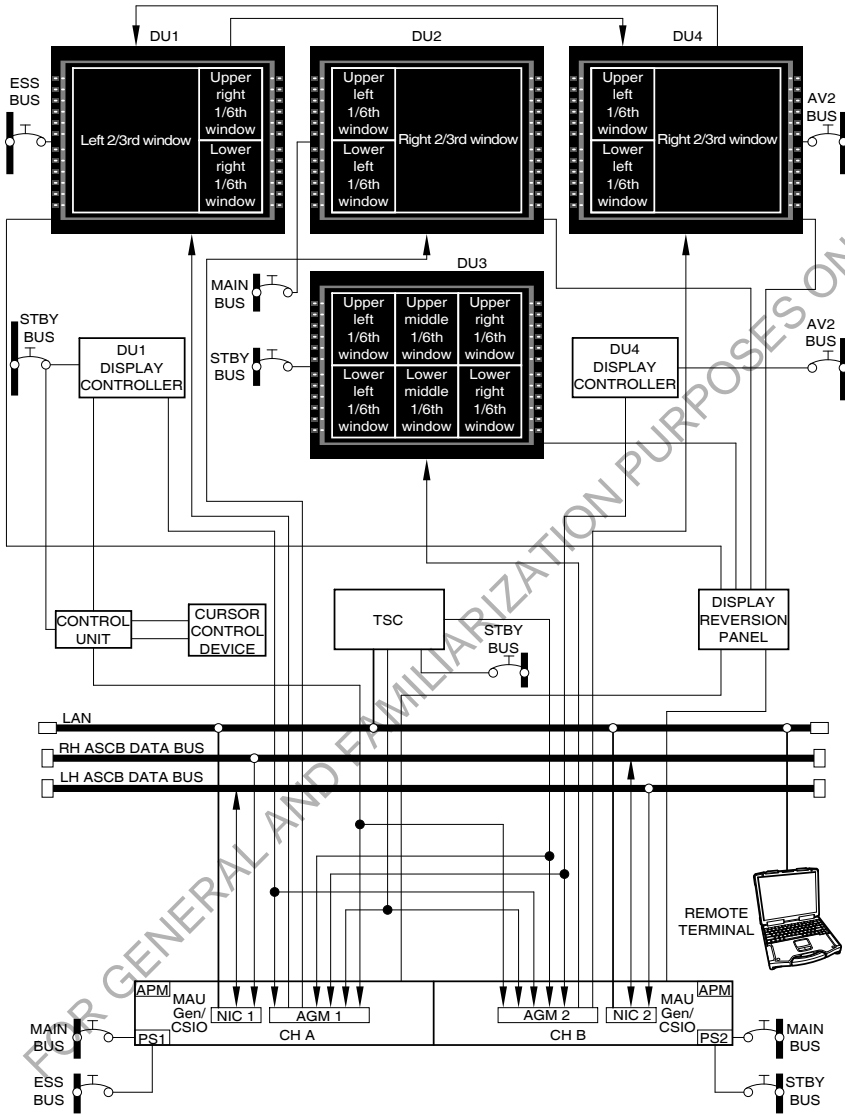 DU1
DU2
DU4
ESS
BUS
Left 2/3rd window
Upper
right
1/6th
window
Lower
right
1/6th
window
Upper
left
1/6th
window
Lower
left
1/6th
window
Right 2/3rd window
Upper
left
1/6th
window
Lower
left
1/6th
window
Right 2/3rd window
AV2
BUS
DU3
MAIN
BUS
STBY
BUS
DU1
DISPLAY
CONTROLLER
STBY
BUS
Upper
left
1/6th
window
Upper
middle
1/6th
window
Upper
right
1/6th
window
Lower
left
1/6th
window
Lower
middle
1/6th
window
Lower
right
1/6th
window
DU4
DISPLAY
CONTROLLER
AV2
BUS
CONTROL
UNIT
CURSOR
CONTROL
DEVICE
TSC
STBY
BUS
DISPLAY
REVERSION
PANEL
LAN
RH ASCB DATA BUS
LH ASCB DATA BUS
REMOTE
TERMINAL
APM
MAU
Gen/
CSIO
NIC 1
AGM 1
PS1
CH A
AGM 2
NIC 2
MAU
Gen/
CSIO
APM
CH B
PS2
MAIN
BUS
ESS
BUS
MAIN
BUS
STBY
BUS
FOR GENERAL AND FAMILIARIZATION PURPOSES ON